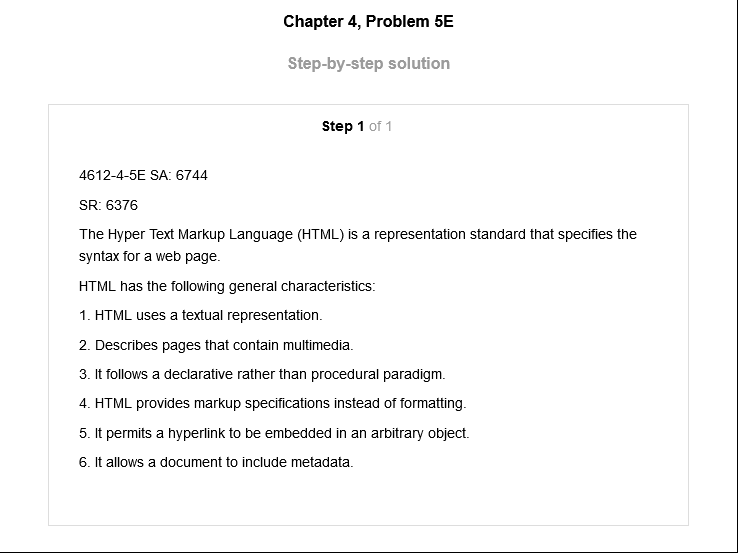 Chapter 4, Problem 5E
Step-by-step solution
Step 1 of 1
4612-4-5E SA: 6744
SR: 6376
The Hyper Text Markup Language (HTML) is a representation standard that specifies the
syntax for a web page.
HTML has the following general characteristics:
1. HTML uses a textual representation.
2. Describes pages that contain multimedia.
3. It follows a declarative rather than procedural paradigm.
4. HTML provides markup specifications instead of formatting.
5. It permits a hyperlink to be embedded in an arbitrary object.
6. It allows a document to include metadata.